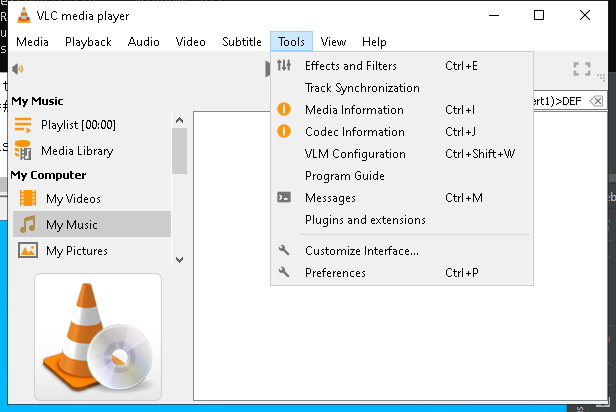 VLC media player
Media Playback Audio Video Subtitle Tools View Help
Effects and Filters Ctrl+E
Track Synchronization
Media Information Ctrl+I
Codec Information Ctrl+J
VLM Configuration Ctrl+Shift+W
Program Guide
Messages Ctrl+M
Plugins and extensions
Customize Interface...
Preferences Ctrl+P
My Music
Playlist [00:00]
Media Library
My Computer
My Videos
My Music
My Pictures
ert1)>DEF